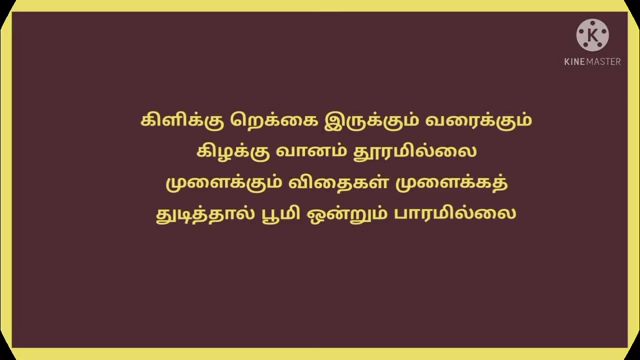 K
KINEMASTER
கிளிக்கு றெக்கை இருக்கும் வரைக்கும்
கிழக்கு வானம் தூரமில்லை
முளைக்கும் விதைகள் முளைக்கத்
துடித்தால் பூமி ஒன்றும் பாரமில்லை